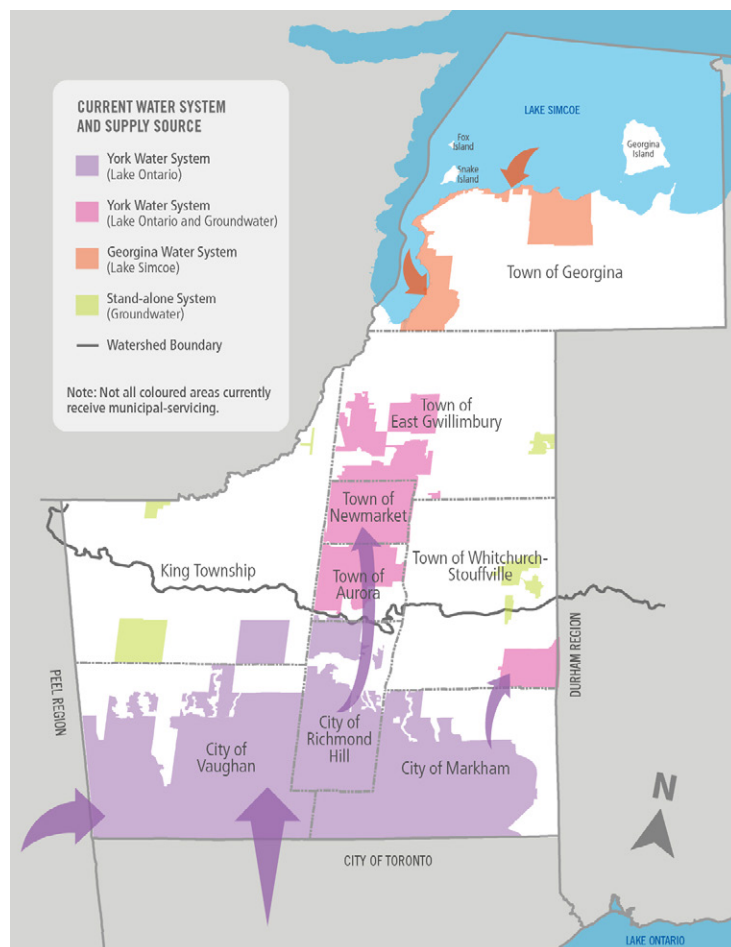 CURRENT WATER SYSTEM
AND SUPPLY SOURCE
York Water System
(Lake Ontario)
York Water System
(Lake Ontario and Groundwater)
Georgina Water System
(Lake Simcoe)
Stand-alone System
(Groundwater)
Watershed Boundary
Note: Not all coloured areas currently
receive municipal-servicing.
LAKE SIMCOE
Fox
Island
Snake
Island
Georgina
Island
Town of Georgina
Town of
East Gwillimbury
Town of
Newmarket
King Township
Town of
Aurora
Town of Whitchurch-
Stouffville
PEEL REGION
DURHAM REGION
City of
Vaughan
City of
Richmond
Hill
City of Markham
N
CITY OF TORONTO
LAKE ONTARIO